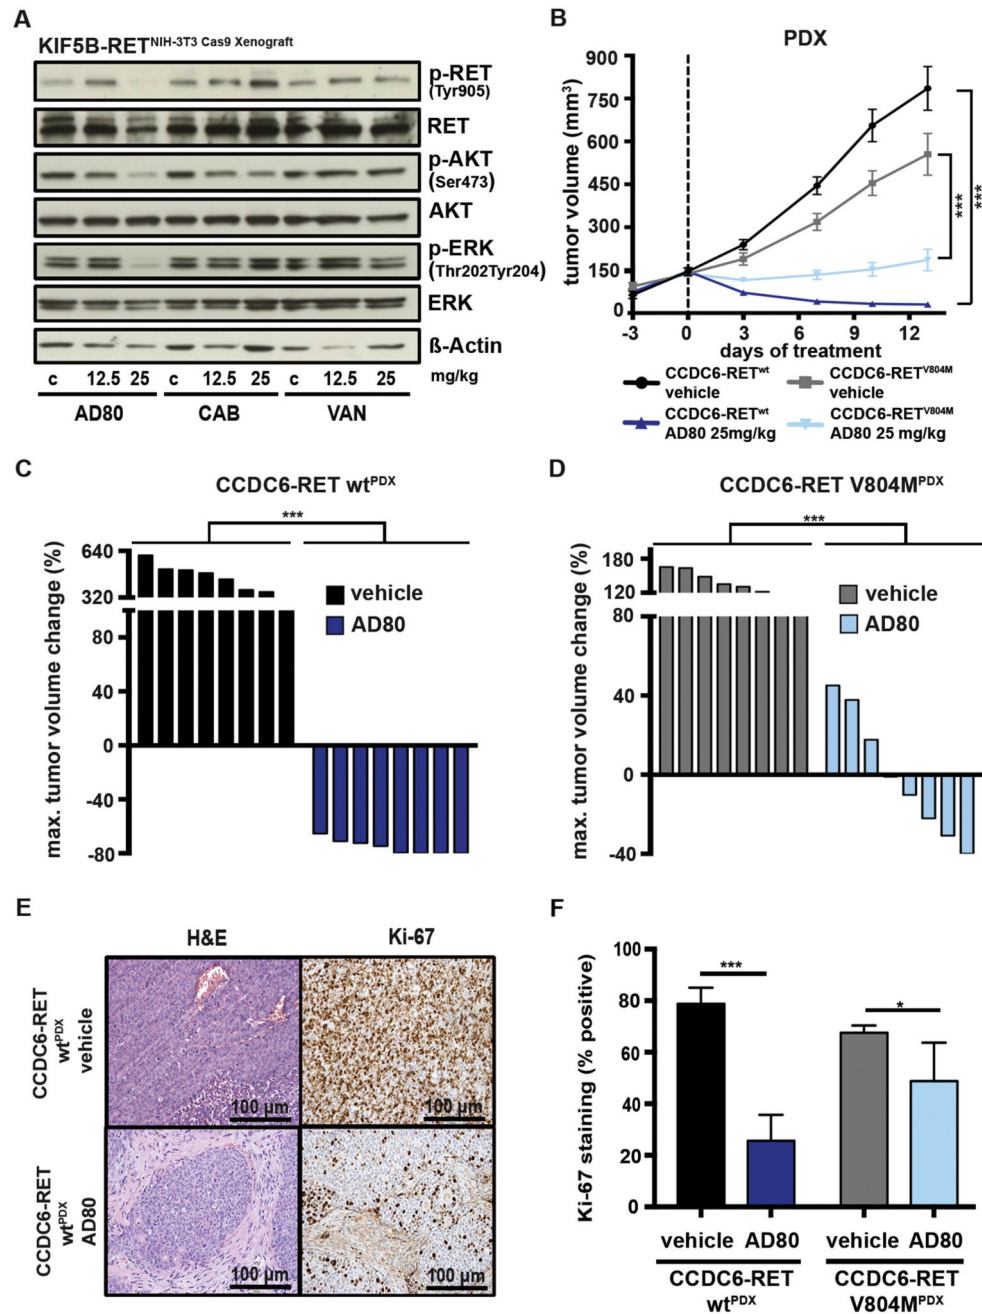 A
KIF5B-RET NIH-3T3 Cas9 Xenograft
p-RET
(Tyr905)
RET
p-AKT
(Ser473)
AKT
p-ERK
(Thr202Tyr204)
ERK
ß-Actin
c 12.5 25 c 12.5 25 c 12.5 25 mg/kg
AD80 CAB VAN
B
PDX
tumor volume (mm³)
900
750
600
450
300
150
0
-3 0 3 6 9 12
days of treatment
***
***
CCDC6-RETwt
vehicle
CCDC6-RETV804M
vehicle
CCDC6-RETwt
AD80 25mg/kg
CCDC6-RETV804M
AD80 25 mg/kg
C
CCDC6-RET wtPDX
***
max. tumor volume change (%)
640
320
80
40
0
-40
-80
vehicle
AD80
D
CCDC6-RET V804MPDX
***
max. tumor volume change (%)
180
120
80
40
0
-40
vehicle
AD80
E
H&E Ki-67
CCDC6-RET
wtPDX
vehicle
100 µm 100 µm
CCDC6-RET
wtPDX
AD80
100 µm 100 µm
F
Ki-67 staining (% positive)
100
80
60
40
20
0
***
*
vehicle AD80 vehicle AD80
CCDC6-RET
wtPDX
CCDC6-RET
V804MPDX